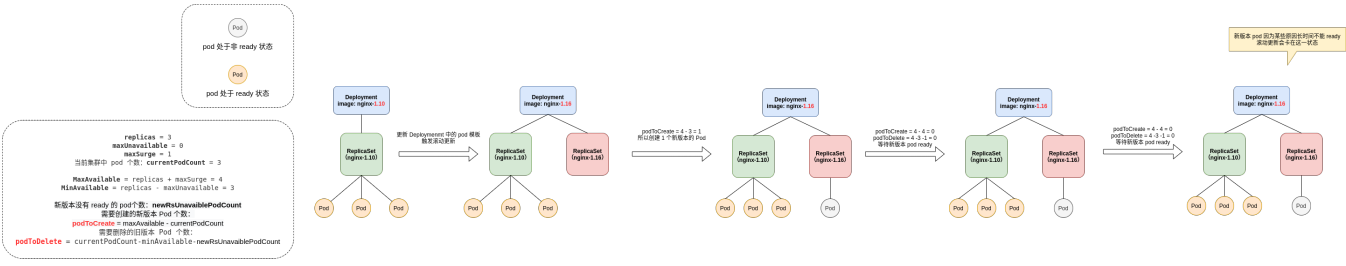 Pod
pod 处于非 ready 状态
Pod
pod 处于 ready 状态
replicas = 3
maxUnavailable = 0
maxSurge = 1
当前集群中 pod 个数: currentPodCount = 3
MaxAvailable = replicas + maxSurge = 4
MinAvailable = replicas - maxUnavailable = 3
新版本没有 ready 的 pod个数: newRsUnavaiblePodCount
需要创建的新版本 Pod 个数:
podToCreate = maxAvailable - currentPodCount
需要删除的旧版本 Pod 个数:
podToDelete = currentPodCount-minAvailable-newRsUnavaiblePodCount
Deployment
image: nginx-1.10
ReplicaSet
(nginx-1.10)
Pod
Pod
Pod
更新 Deploymenmt 中的 pod 模板
触发滚动更新
Deployment
image: nginx-1.16
ReplicaSet
(nginx-1.10)
ReplicaSet
(nginx-1.16)
Pod
Pod
Pod
podToCreate = 4 - 3 = 1
所以创建 1 个新版本的 Pod
Deployment
image: nginx-1.16
ReplicaSet
(nginx-1.10)
ReplicaSet
(nginx-1.16)
Pod
Pod
Pod
Pod
podToCreate = 4 - 4 = 0
podToDelete = 4 -3 -1 = 0
等待新版本 pod ready
Deployment
image: nginx-1.16
ReplicaSet
(nginx-1.10)
ReplicaSet
(nginx-1.16)
Pod
Pod
Pod
Pod
podToCreate = 4 - 4 = 0
podToDelete = 4 -3 -1 = 0
等待新版本 pod ready
新版本 pod 因为某些原因长时间不能 ready
滚动更新会卡在这一状态
Deployment
image: nginx-1.16
ReplicaSet
(nginx-1.10)
ReplicaSet
(nginx-1.16)
Pod
Pod
Pod
Pod